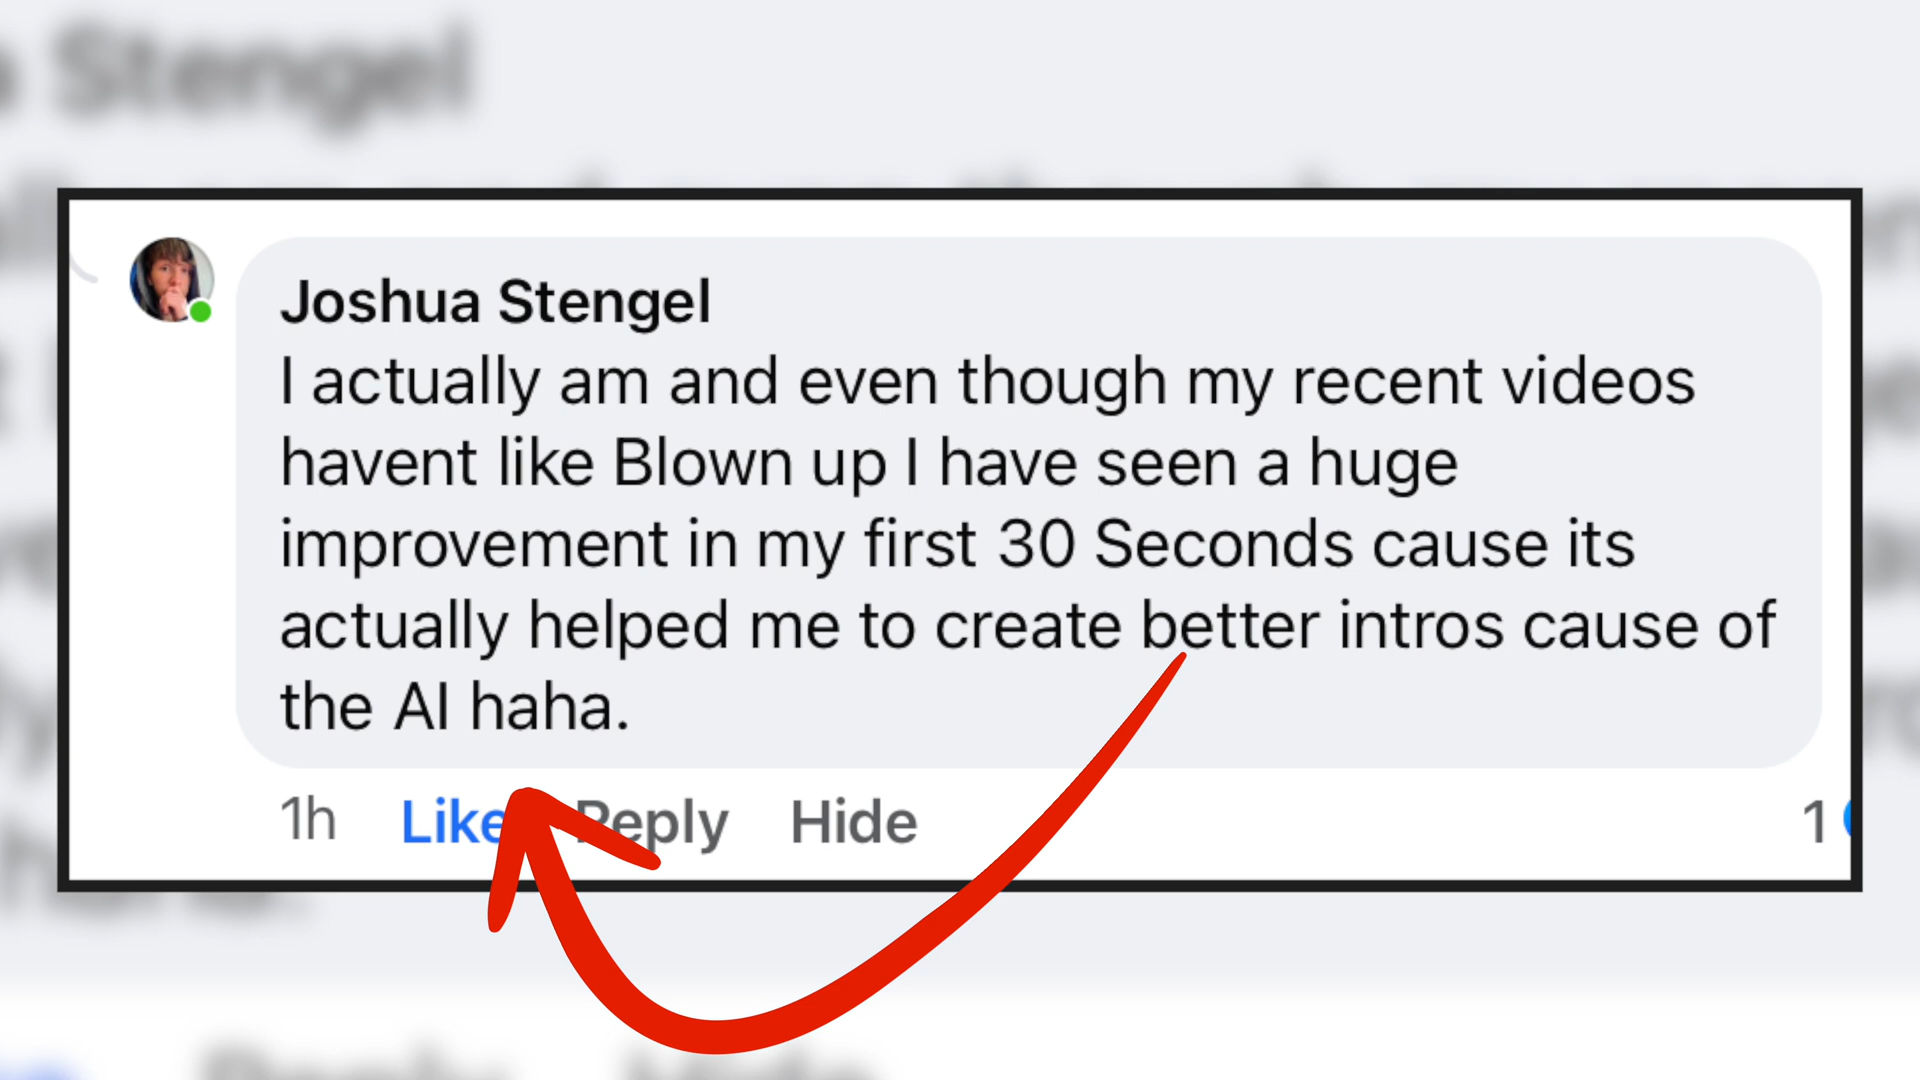 Stengel
Joshua Stengel
I actually am and even though my recent videos
havent like Blown up I have seen a huge
improvement in my first 30 Seconds cause its
actually helped me to create better intros cause of
the AI haha.
1h Like Reply Hide 1
Reply Hide